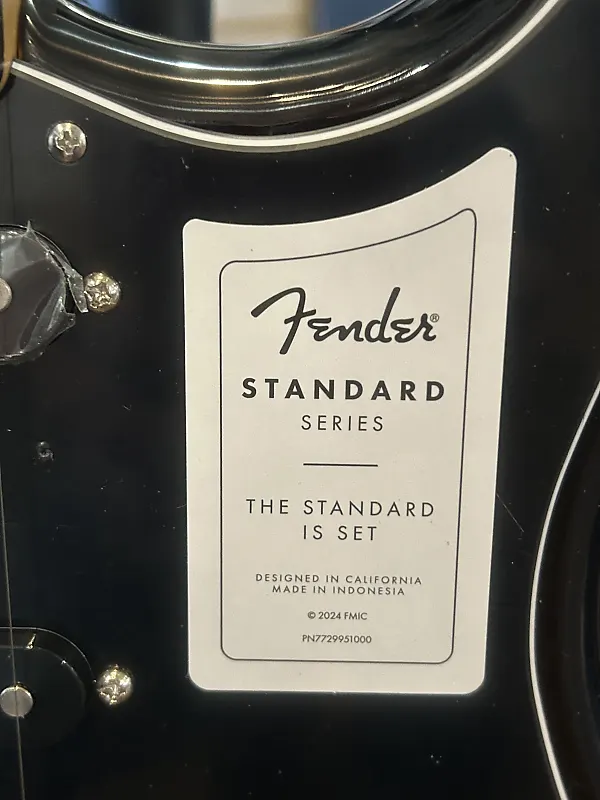 Fender®
STANDARD
SERIES
THE STANDARD
IS SET
DESIGNED IN CALIFORNIA
MADE IN INDONESIA
© 2024 FMIC
PN7729951000